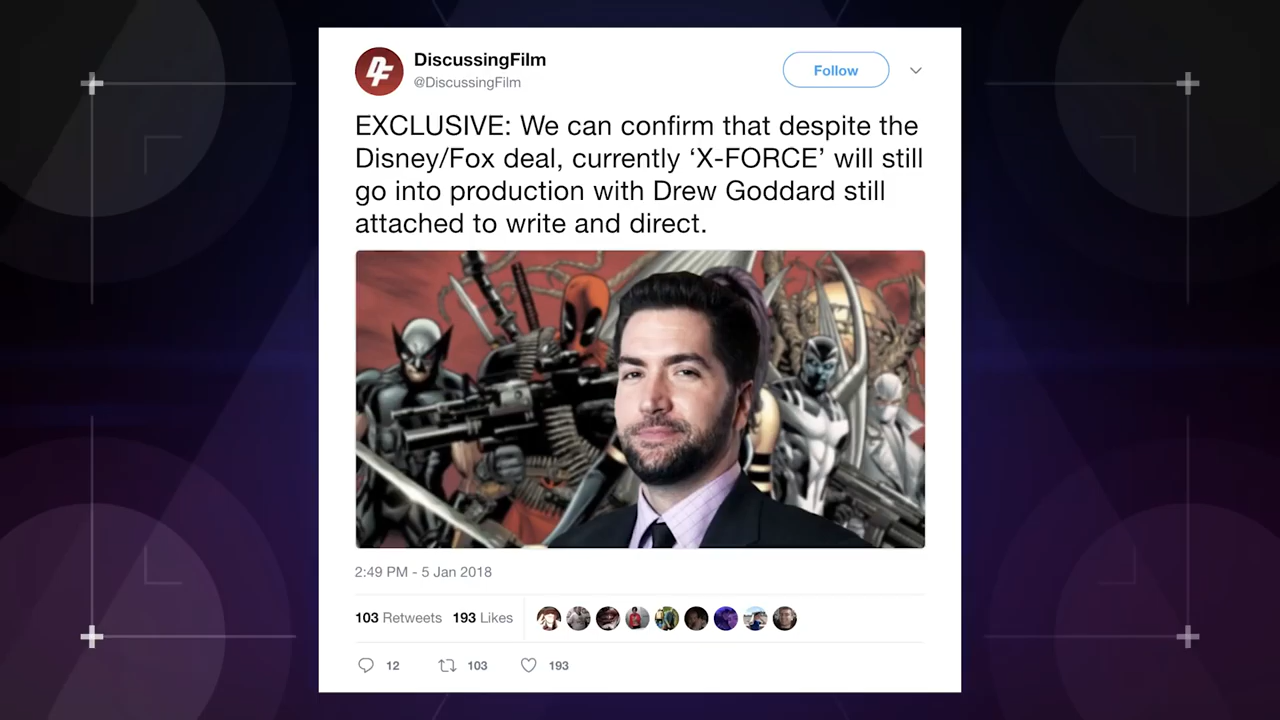 DF
DiscussingFilm
@DiscussingFilm
Follow
EXCLUSIVE: We can confirm that despite the
Disney/Fox deal, currently ‘X-FORCE’ will still
go into production with Drew Goddard still
attached to write and direct.
2:49 PM - 5 Jan 2018
103 Retweets 193 Likes
12 103 193